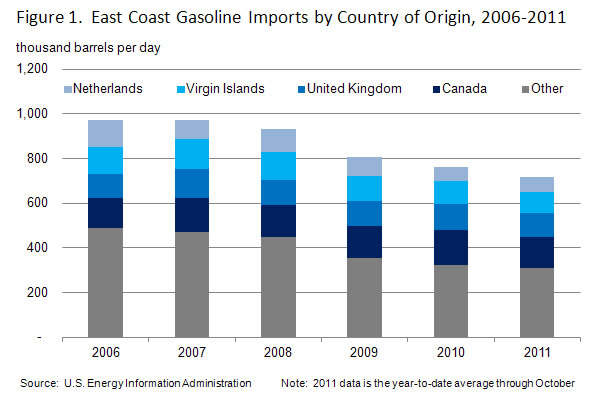 Figure 1.  East Coast Gasoline Imports by Country of Origin, 2006-2011
thousand barrels per day
1,200
Netherlands Virgin Islands United Kingdom Canada Other
1,000
800
600
400
200
-
2006 2007 2008 2009 2010 2011
Source:  U.S. Energy Information Administration Note:  2011 data is the year-to-date average through October